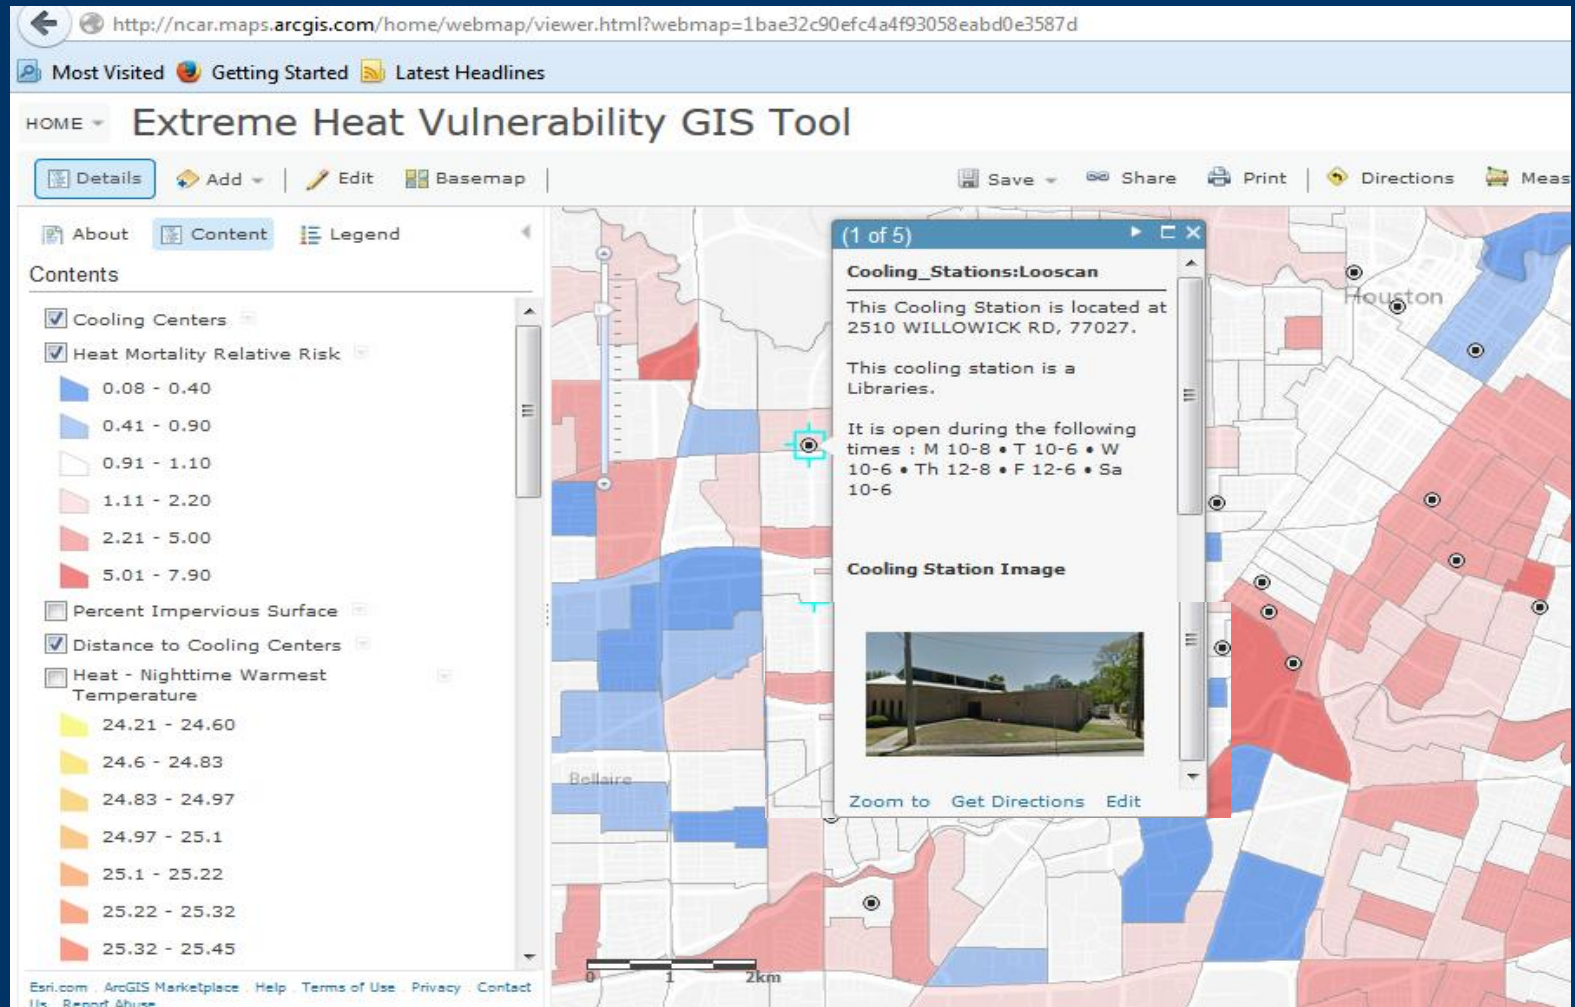 http://ncar.maps.arcgis.com/home/webmap/viewer.html?webmap=1bae32c90efc4a4f93058eabd0e3587d
Most Visited Getting Started Latest Headlines
HOME Extreme Heat Vulnerability GIS Tool
Details Add Edit Basemap Save Share Print Directions Meas
About Content Legend
Contents
Cooling Centers
Heat Mortality Relative Risk
0.08 - 0.40
0.41 - 0.90
0.91 - 1.10
1.11 - 2.20
2.21 - 5.00
5.01 - 7.90
Percent Impervious Surface
Distance to Cooling Centers
Heat - Nighttime Warmest
Temperature
24.21 - 24.60
24.6 - 24.83
24.83 - 24.97
24.97 - 25.1
25.1 - 25.22
25.22 - 25.32
25.32 - 25.45
Esri.com . ArcGIS Marketplace . Help . Terms of Use . Privacy . Contact
Us . Report Abuse
(1 of 5)
Cooling_Stations:Looscan
This Cooling Station is located at
2510 WILLOWICK RD, 77027.
This cooling station is a
Libraries.
It is open during the following
times : M 10-8 • T 10-6 • W
10-6 • Th 12-8 • F 12-6 • Sa
10-6
Cooling Station Image
Zoom to Get Directions Edit
Houston
Bellaire
0 1 2km